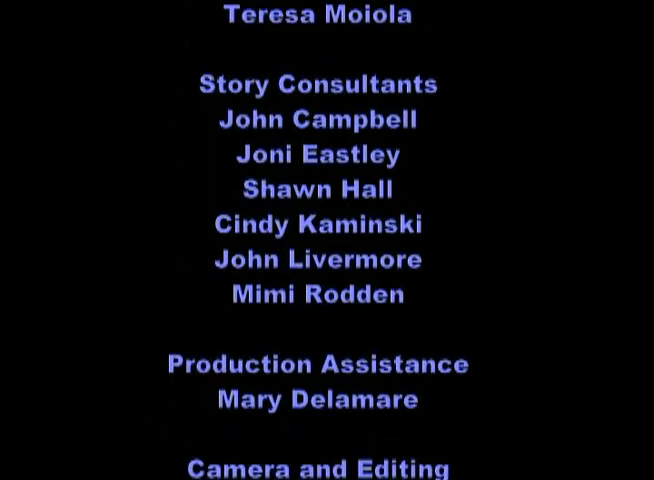 Teresa Moiola
Story Consultants
John Campbell
Joni Eastley
Shawn Hall
Cindy Kaminski
John Livermore
Mimi Rodden
Production Assistance
Mary Delamare
Camera and Editing